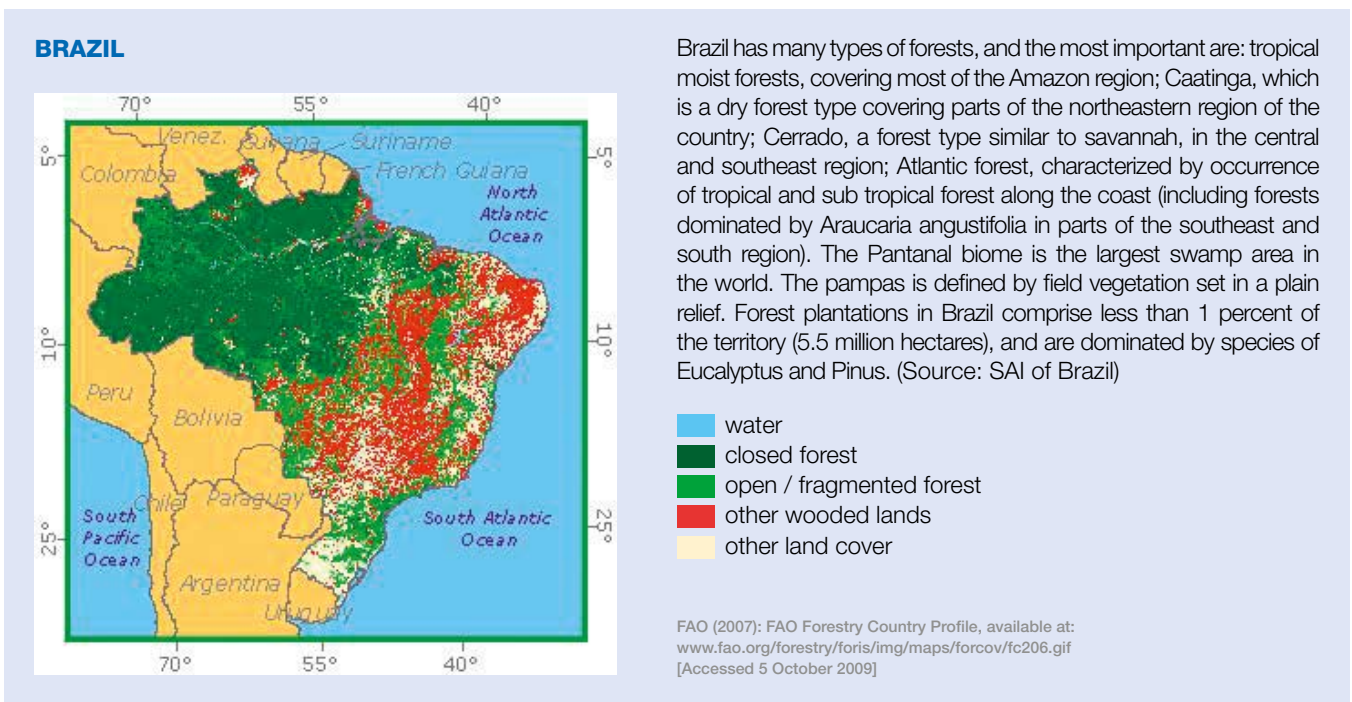 BRAZIL
70°
55°
40°
5°
5°
Venez.
Guyana
Suriname
Colombia
French Guiana
North
Atlantic
Ocean
10°
10°
Peru
Bolivia
Chile
Paraguay
South
Pacific
Ocean
South Atlantic
Ocean
25°
25°
Argentina
Uruguay
70°
55°
40°
Brazil has many types of forests, and the most important are: tropical
moist forests, covering most of the Amazon region; Caatinga, which
is a dry forest type covering parts of the northeastern region of the
country; Cerrado, a forest type similar to savannah, in the central
and southeast region; Atlantic forest, characterized by occurrence
of tropical and sub tropical forest along the coast (including forests
dominated by Araucaria angustifolia in parts of the southeast and
south region). The Pantanal biome is the largest swamp area in
the world. The pampas is defined by field vegetation set in a plain
relief. Forest plantations in Brazil comprise less than 1 percent of
the territory (5.5 million hectares), and are dominated by species of
Eucalyptus and Pinus. (Source: SAI of Brazil)
water
closed forest
open / fragmented forest
other wooded lands
other land cover
FAO (2007): FAO Forestry Country Profile, available at:
www.fao.org/forestry/foris/img/maps/forcov/fc206.gif
[Accessed 5 October 2009]